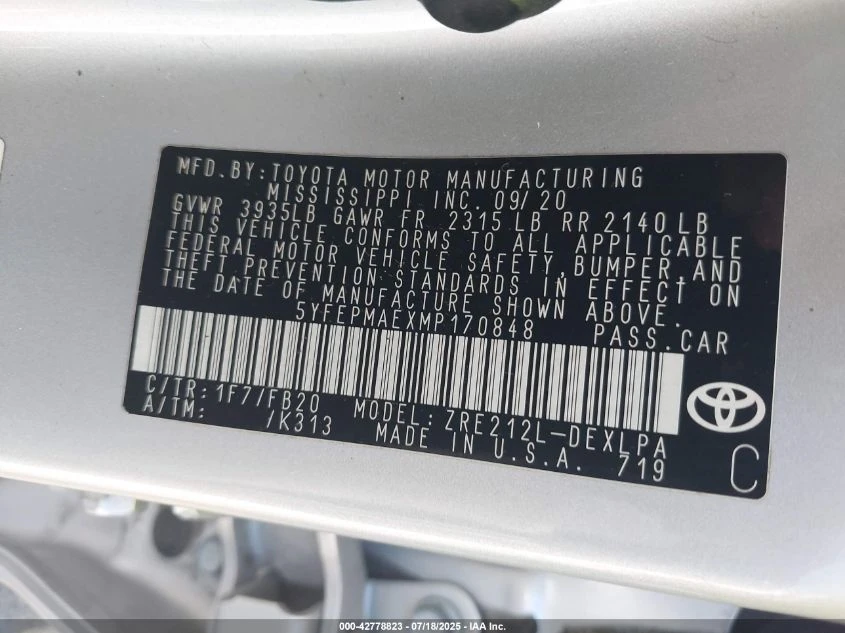 MFD. BY: TOYOTA MOTOR MANUFACTURING
MISSISSIPPI INC. 09/20
GVWR 3935LB GAWR FR 2315 LB RR 2140 LB
THIS VEHICLE CONFORMS TO ALL APPLICABLE
FEDERAL MOTOR VEHICLE SAFETY, BUMPER, AND
THEFT PREVENTION STANDARDS IN EFFECT ON
THE DATE OF MANUFACTURE SHOWN ABOVE.
5YFEPMAEXMP170848 PASS. CAR
C/TR: 1F7/FB20 MODEL: ZRE212L-DEXLPA
A/TM: /K313 MADE IN U.S.A. 719
C
000-42778823 - 07/18/2025 - IAA Inc.